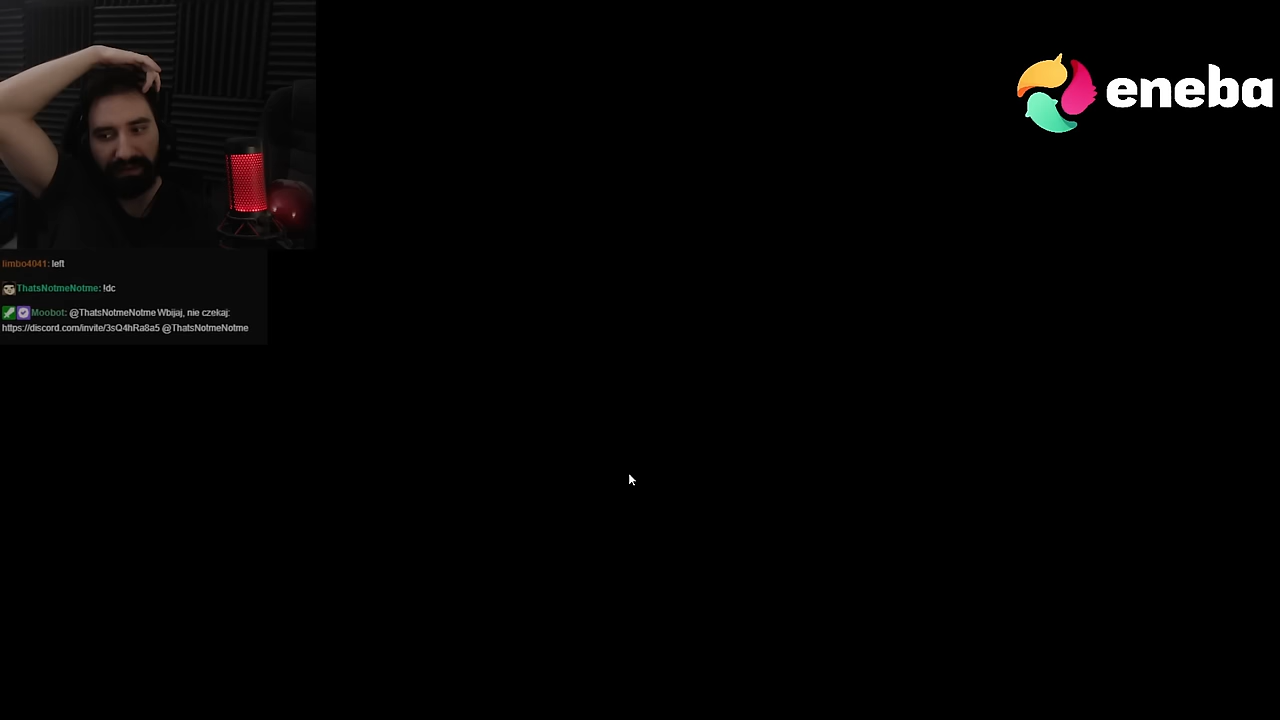 eneba
limbo4041: left
ThatsNotmeNotme: !dc
Moobot: @ThatsNotmeNotme Wbijaj, nie czekaj:
https://discord.com/invite/3sQ4hRa8a5 @ThatsNotmeNotme